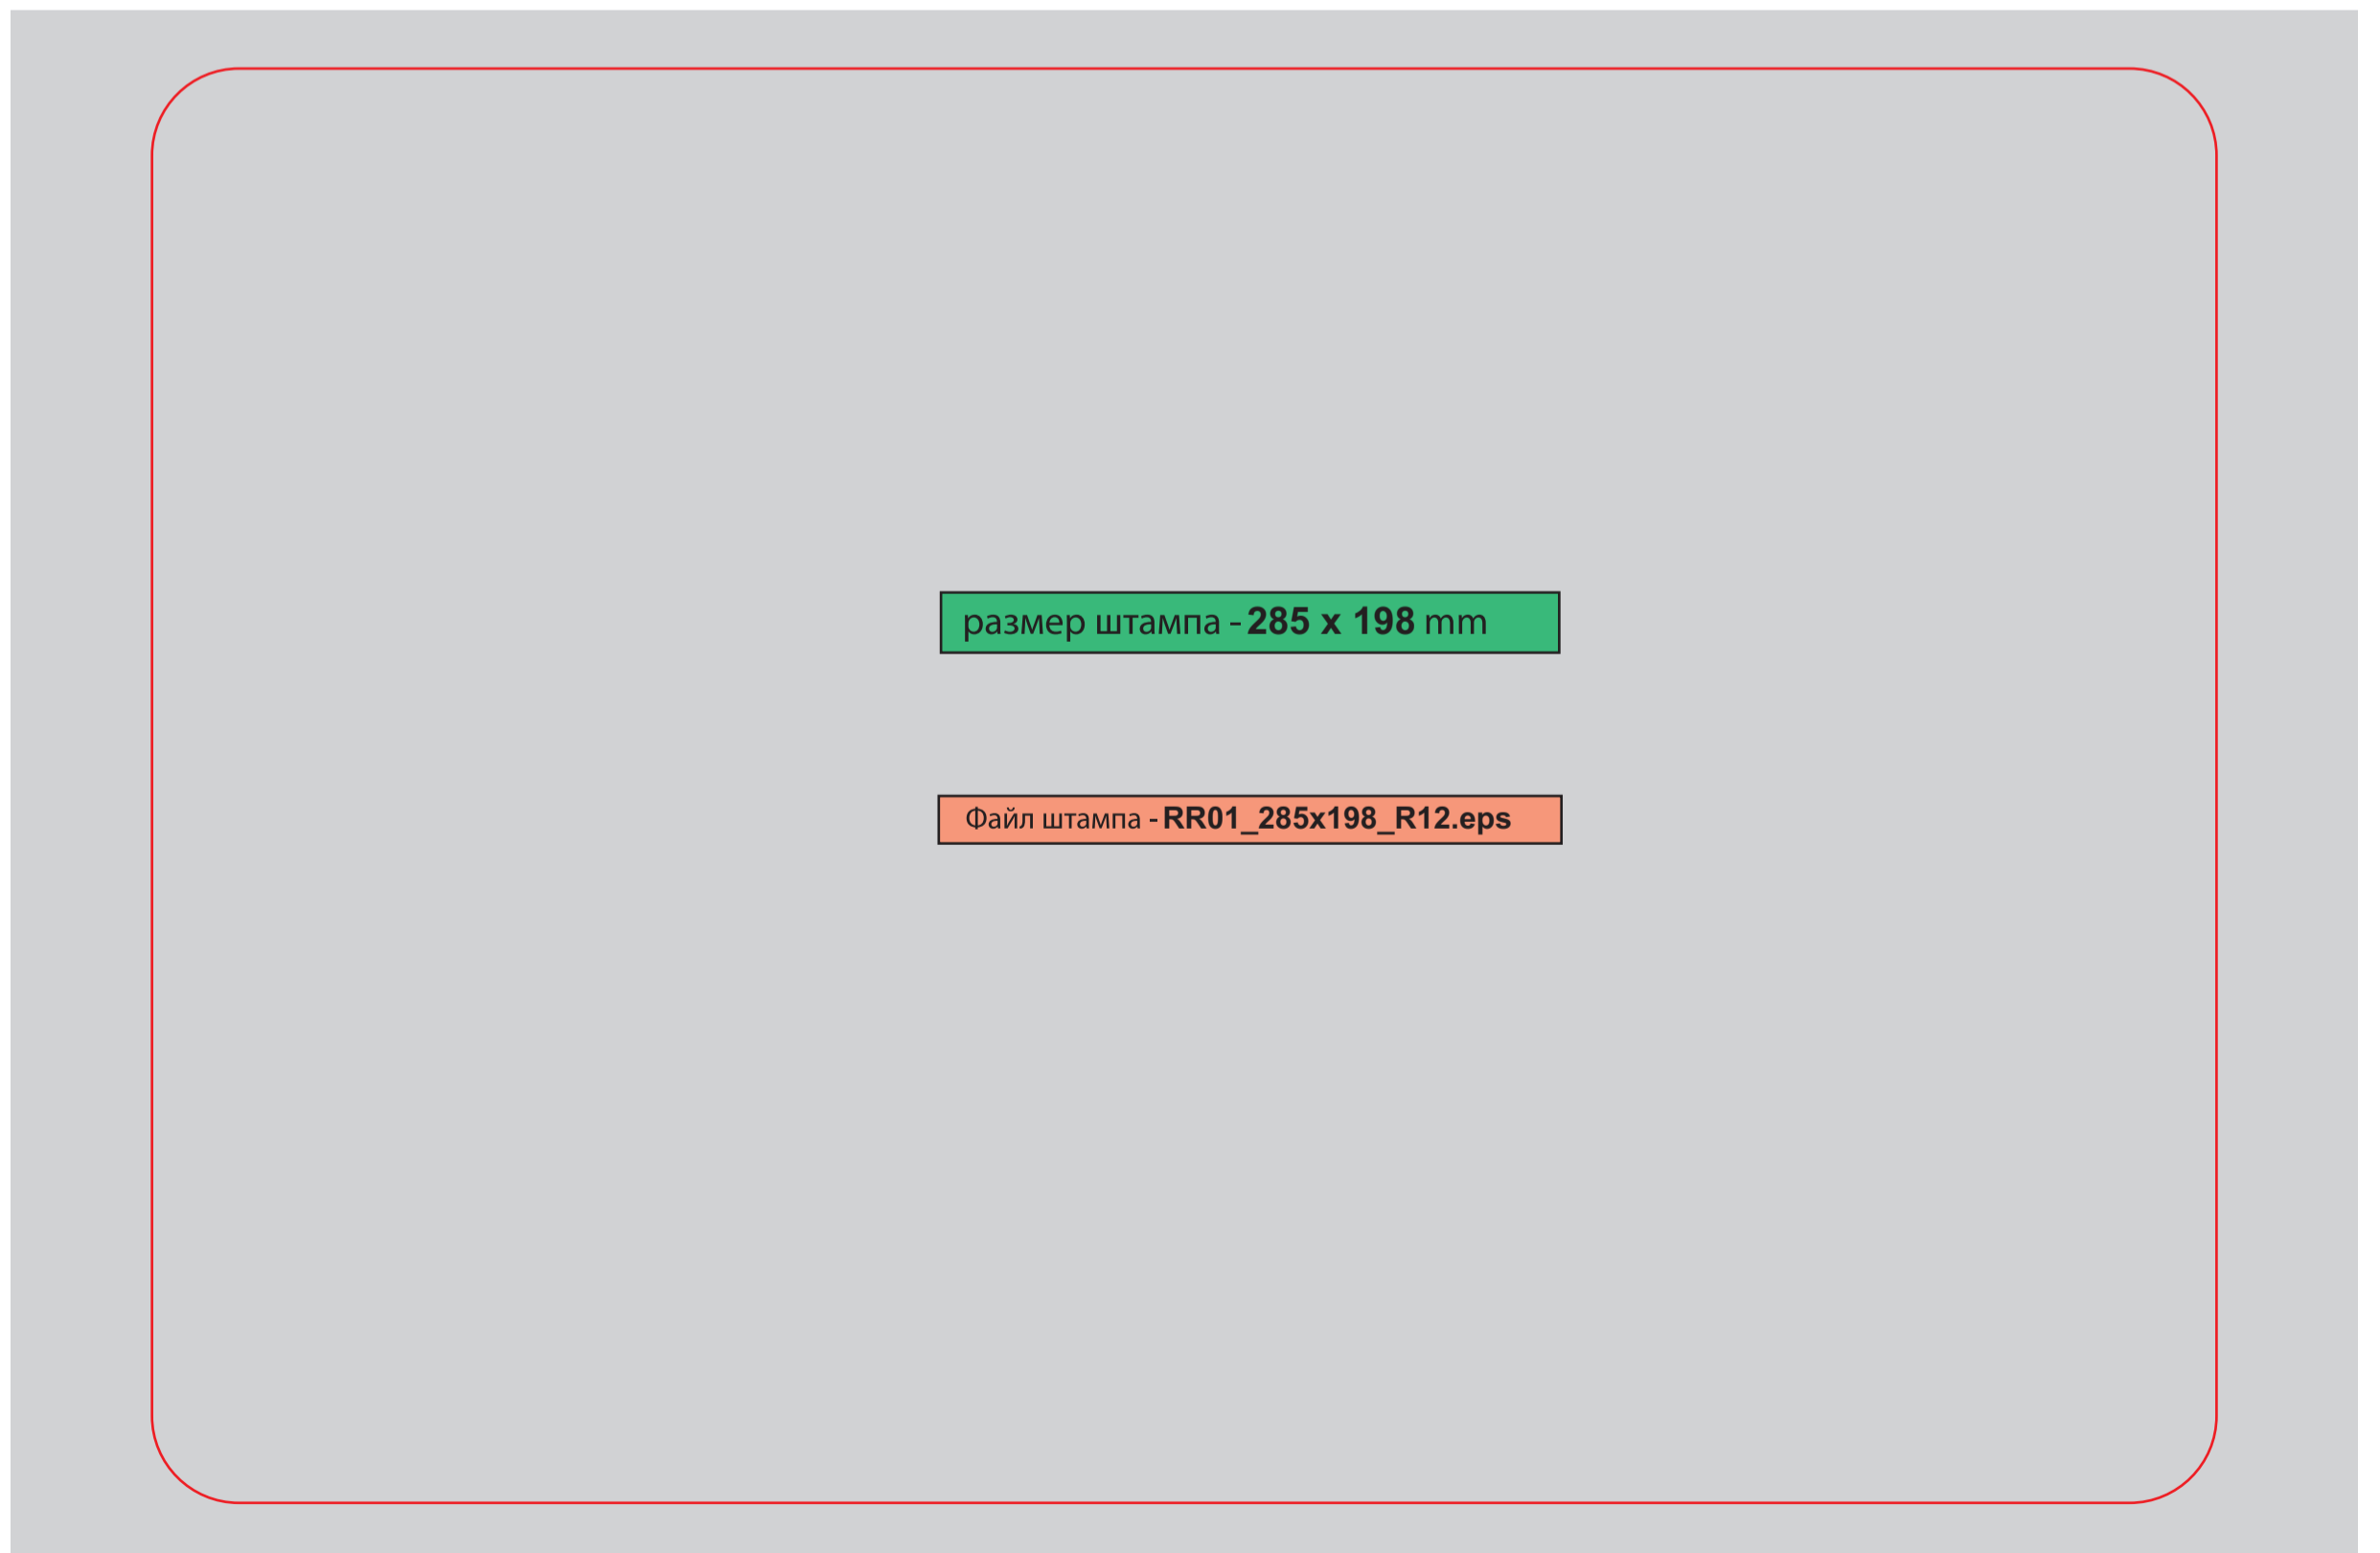 размер штампа - 285 x 198 mm
Файл штампа - RR01_285x198_R12.eps